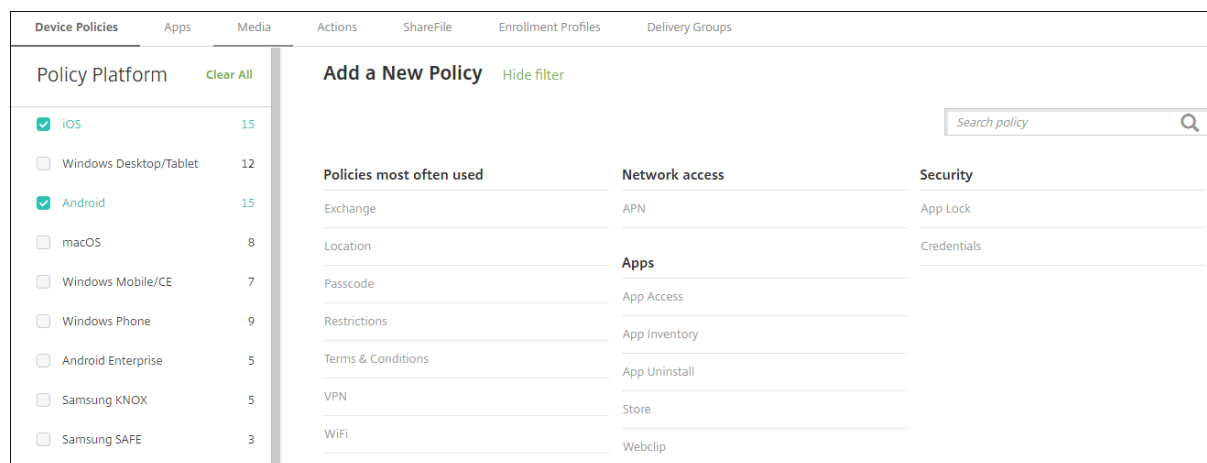 Device Policies Apps Media Actions ShareFile Enrollment Profiles Delivery Groups
Policy Platform Clear All
iOS 15
Windows Desktop/Tablet 12
Android 15
macOS 8
Windows Mobile/CE 7
Windows Phone 9
Android Enterprise 5
Samsung KNOX 5
Samsung SAFE 3
Add a New Policy Hide filter
Search policy
Policies most often used
Exchange
Location
Passcode
Restrictions
Terms & Conditions
VPN
WiFi
Network access
APN
Apps
App Access
App Inventory
App Uninstall
Store
Webclip
Security
App Lock
Credentials